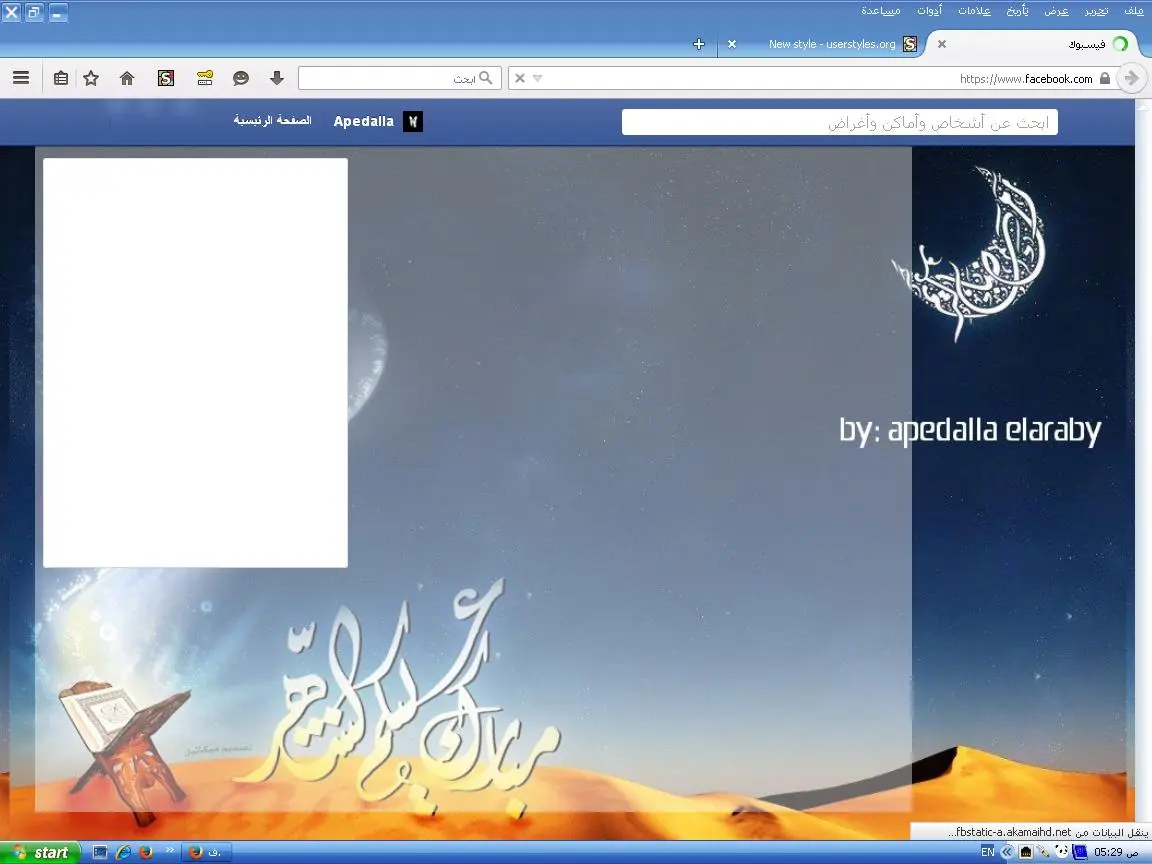 ملف تحرير عرض تأريخ علامات أدوات مساعدة
فيسبوك
New style - userstyles.org
https://www.facebook.com
ابحث
ابحث عن أشخاص وأماكن وأغراض
Apedalla
الصفحة الرئيسية
by: apedalla elaraby
مبارك عليكم الشهر
ينقل البيانات من fbstatic-a.akamaihd.net...
start
ف.
EN
05:29 ص